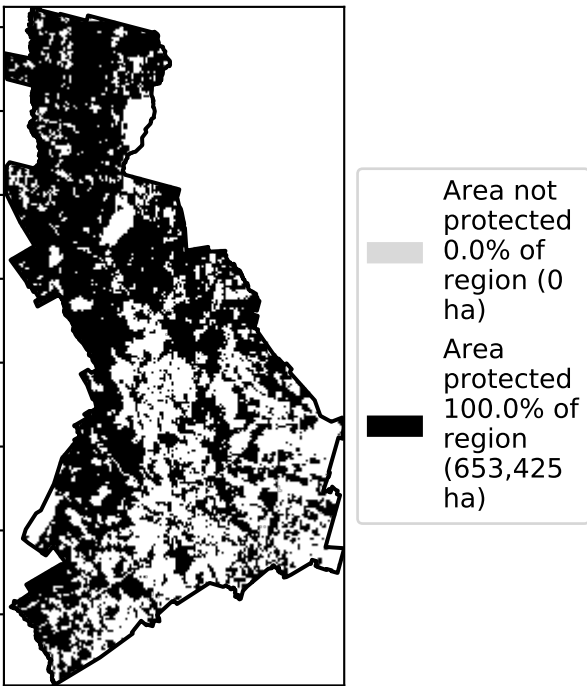 Area not
protected
0.0% of
region (0
ha)
Area
protected
100.0% of
region
(653,425
ha)